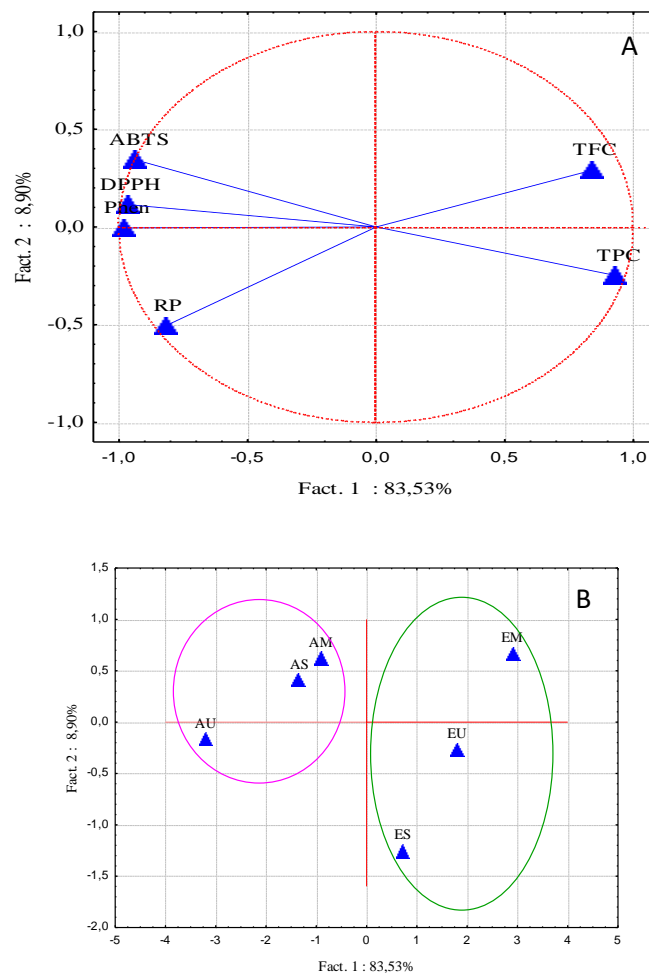 A
1,0
0,5
0,0
-0,5
-1,0
Fact. 2 : 8,90%
ABTS
DPPH
Phen
RP
TFC
TPC
-1,0 -0,5 0,0 0,5 1,0
Fact. 1 : 83,53%
B
1,5
1,0
0,5
0,0
-0,5
-1,0
-1,5
-2,0
Fact. 2 : 8,90%
EM
AM
AS
AU
EU
ES
-5 -4 -3 -2 -1 0 1 2 3 4 5
Fact. 1 : 83,53%